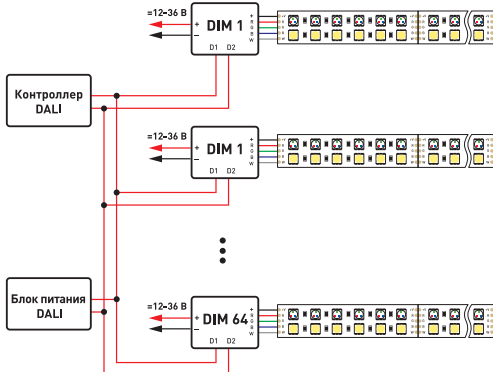 =12-36 В
+
–
DIM 1
D1 D2
+
R
G
B
W
Контроллер
DALI
=12-36 В
+
–
DIM 1
D1 D2
+
R
G
B
W
=12-36 В
+
–
DIM 64
D1 D2
+
R
G
B
W
Блок питания
DALI